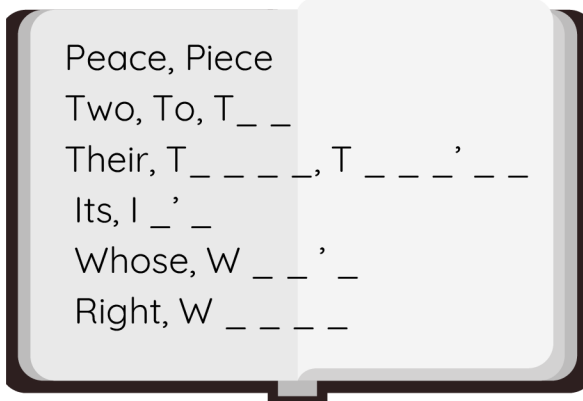 Peace, Piece
Two, To, T_ _
Their, T_ _ _ _, T _ _ _’ _ _
Its, I _’ _
Whose, W _ _ ’ _
Right, W _ _ _ _